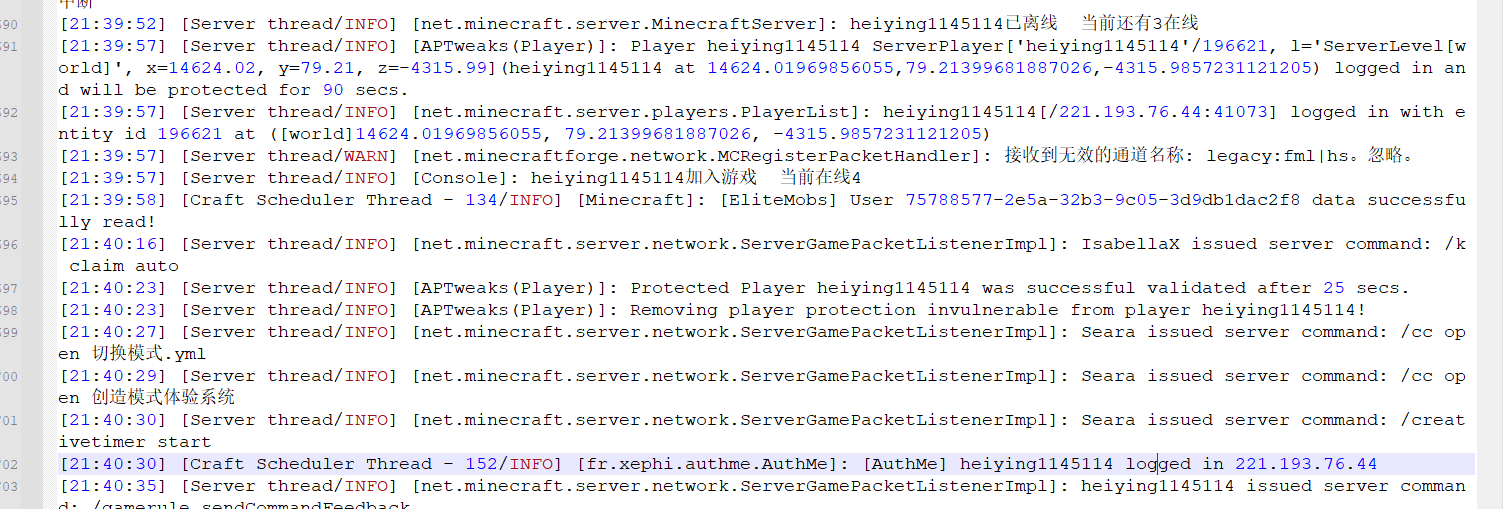 中断
590 [21:39:52] [Server thread/INFO] [net.minecraft.server.MinecraftServer]: heiying1145114已离线  当前还有3在线
591 [21:39:57] [Server thread/INFO] [APTweaks(Player)]: Player heiying1145114 ServerPlayer['heiying1145114'/196621, l='ServerLevel[w
orld]', x=14624.02, y=79.21, z=-4315.99](heiying1145114 at 14624.01969856055,79.21399681887026,-4315.9857231121205) logged in an
d will be protected for 90 secs.
592 [21:39:57] [Server thread/INFO] [net.minecraft.server.players.PlayerList]: heiying1145114[/221.193.76.44:41073] logged in with e
ntity id 196621 at ([world]14624.01969856055, 79.21399681887026, -4315.9857231121205)
593 [21:39:57] [Server thread/WARN] [net.minecraftforge.network.MCRegisterPacketHandler]: 接收到无效的通道名称: legacy:fml|hs。忽略。
594 [21:39:57] [Server thread/INFO] [Console]: heiying1145114加入游戏  当前在线4
595 [21:39:58] [Craft Scheduler Thread - 134/INFO] [Minecraft]: [EliteMobs] User 75788577-2e5a-32b3-9c05-3d9db1dac2f8 data successfu
lly read!
596 [21:40:16] [Server thread/INFO] [net.minecraft.server.network.ServerGamePacketListenerImpl]: IsabellaX issued server command: /k
 claim auto
597 [21:40:23] [Server thread/INFO] [APTweaks(Player)]: Protected Player heiying1145114 was successful validated after 25 secs.
598 [21:40:23] [Server thread/INFO] [APTweaks(Player)]: Removing player protection invulnerable from player heiying1145114!
599 [21:40:27] [Server thread/INFO] [net.minecraft.server.network.ServerGamePacketListenerImpl]: Seara issued server command: /cc op
en 切换模式.yml
700 [21:40:29] [Server thread/INFO] [net.minecraft.server.network.ServerGamePacketListenerImpl]: Seara issued server command: /cc op
en 创造模式体验系统
701 [21:40:30] [Server thread/INFO] [net.minecraft.server.network.ServerGamePacketListenerImpl]: Seara issued server command: /creat
ivetimer start
702 [21:40:30] [Craft Scheduler Thread - 152/INFO] [fr.xephi.authme.AuthMe]: [AuthMe] heiying1145114 logged in 221.193.76.44
703 [21:40:35] [Server thread/INFO] [net.minecraft.server.network.ServerGamePacketListenerImpl]: heiying1145114 issued server comman
d: /gamerule sendCommandFeedback